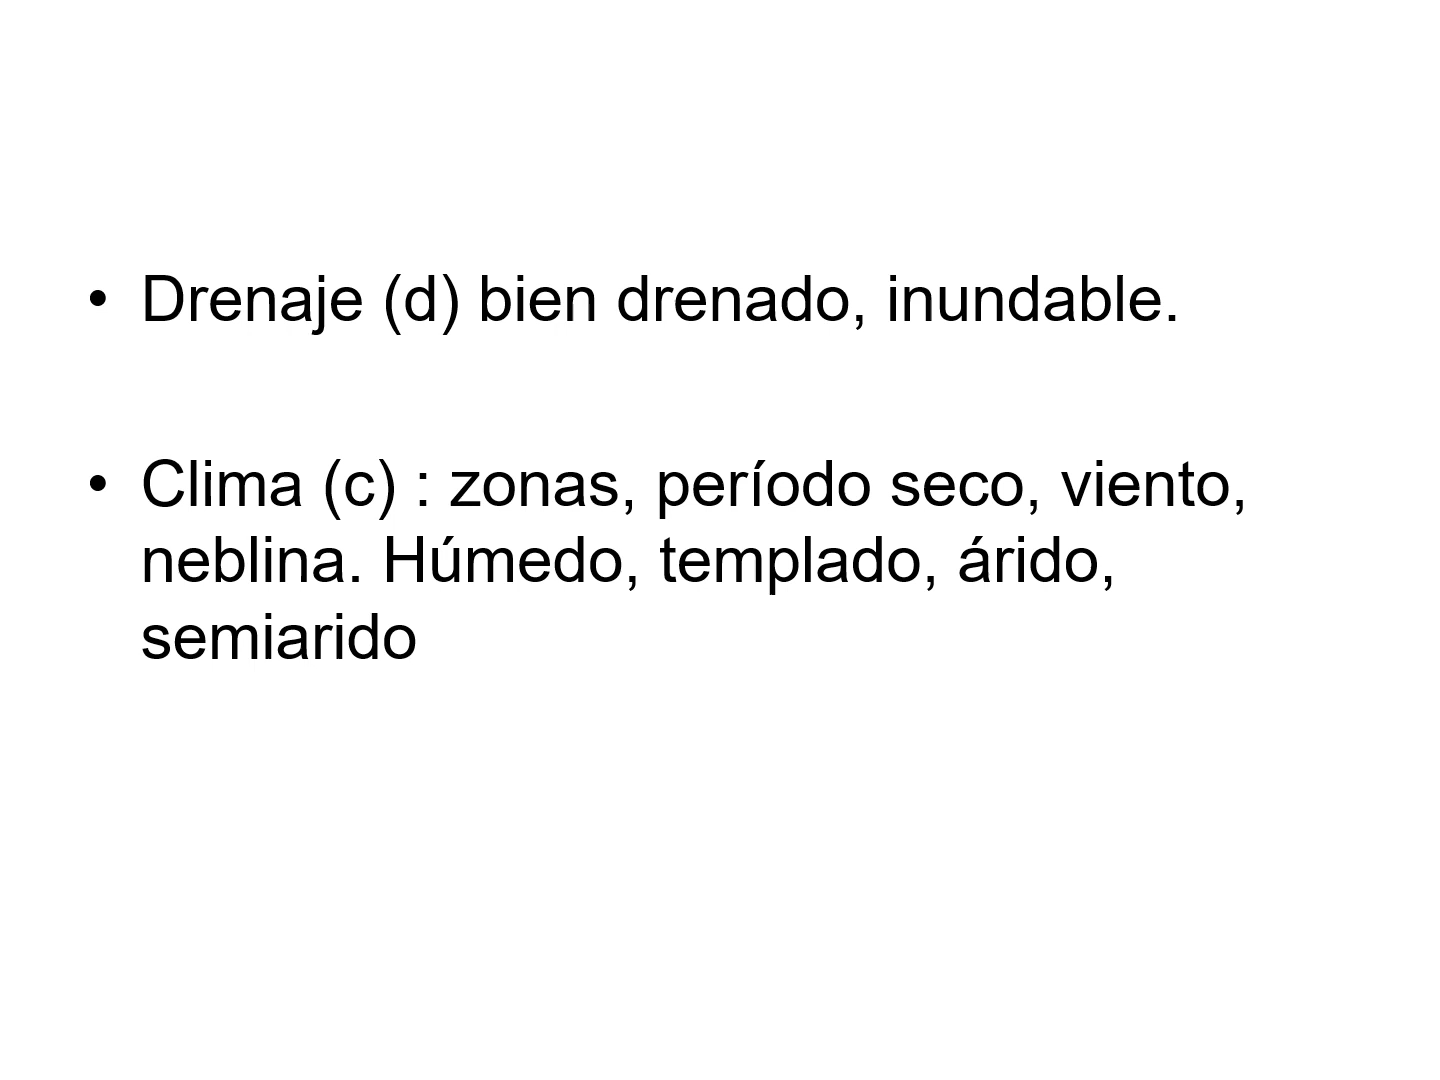 • Drenaje (d) bien drenado, inundable.
• Clima (c) : zonas, período seco, viento,
neblina. Húmedo, templado, árido,
semiarido